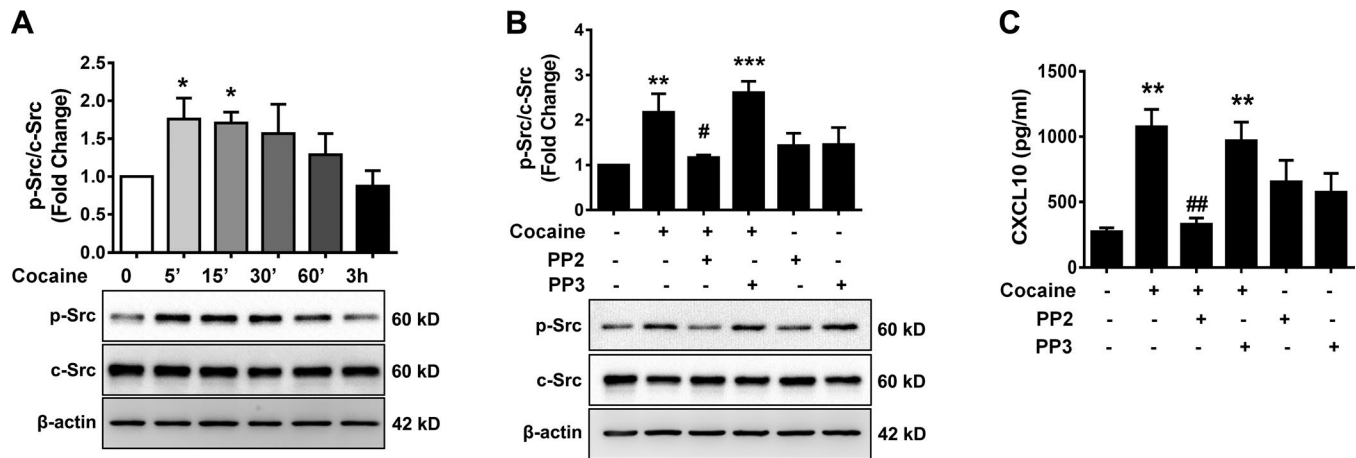 A
p-Src/c-Src
(Fold Change)
2.5
2.0
1.5
1.0
0.5
0.0
* *
Cocaine 0 5’ 15’ 30’ 60’ 3h
p-Src 60 kD
c-Src 60 kD
β-actin 42 kD
B
p-Src/c-Src
(Fold Change)
4
3
2
1
0
** # ***
Cocaine - + + + - -
PP2 - - + - + -
PP3 - - - + - +
p-Src 60 kD
c-Src 60 kD
β-actin 42 kD
C
CXCL10 (pg/ml)
1500
1000
500
0
** ## **
Cocaine - + + + - -
PP2 - - + - + -
PP3 - - - + - +